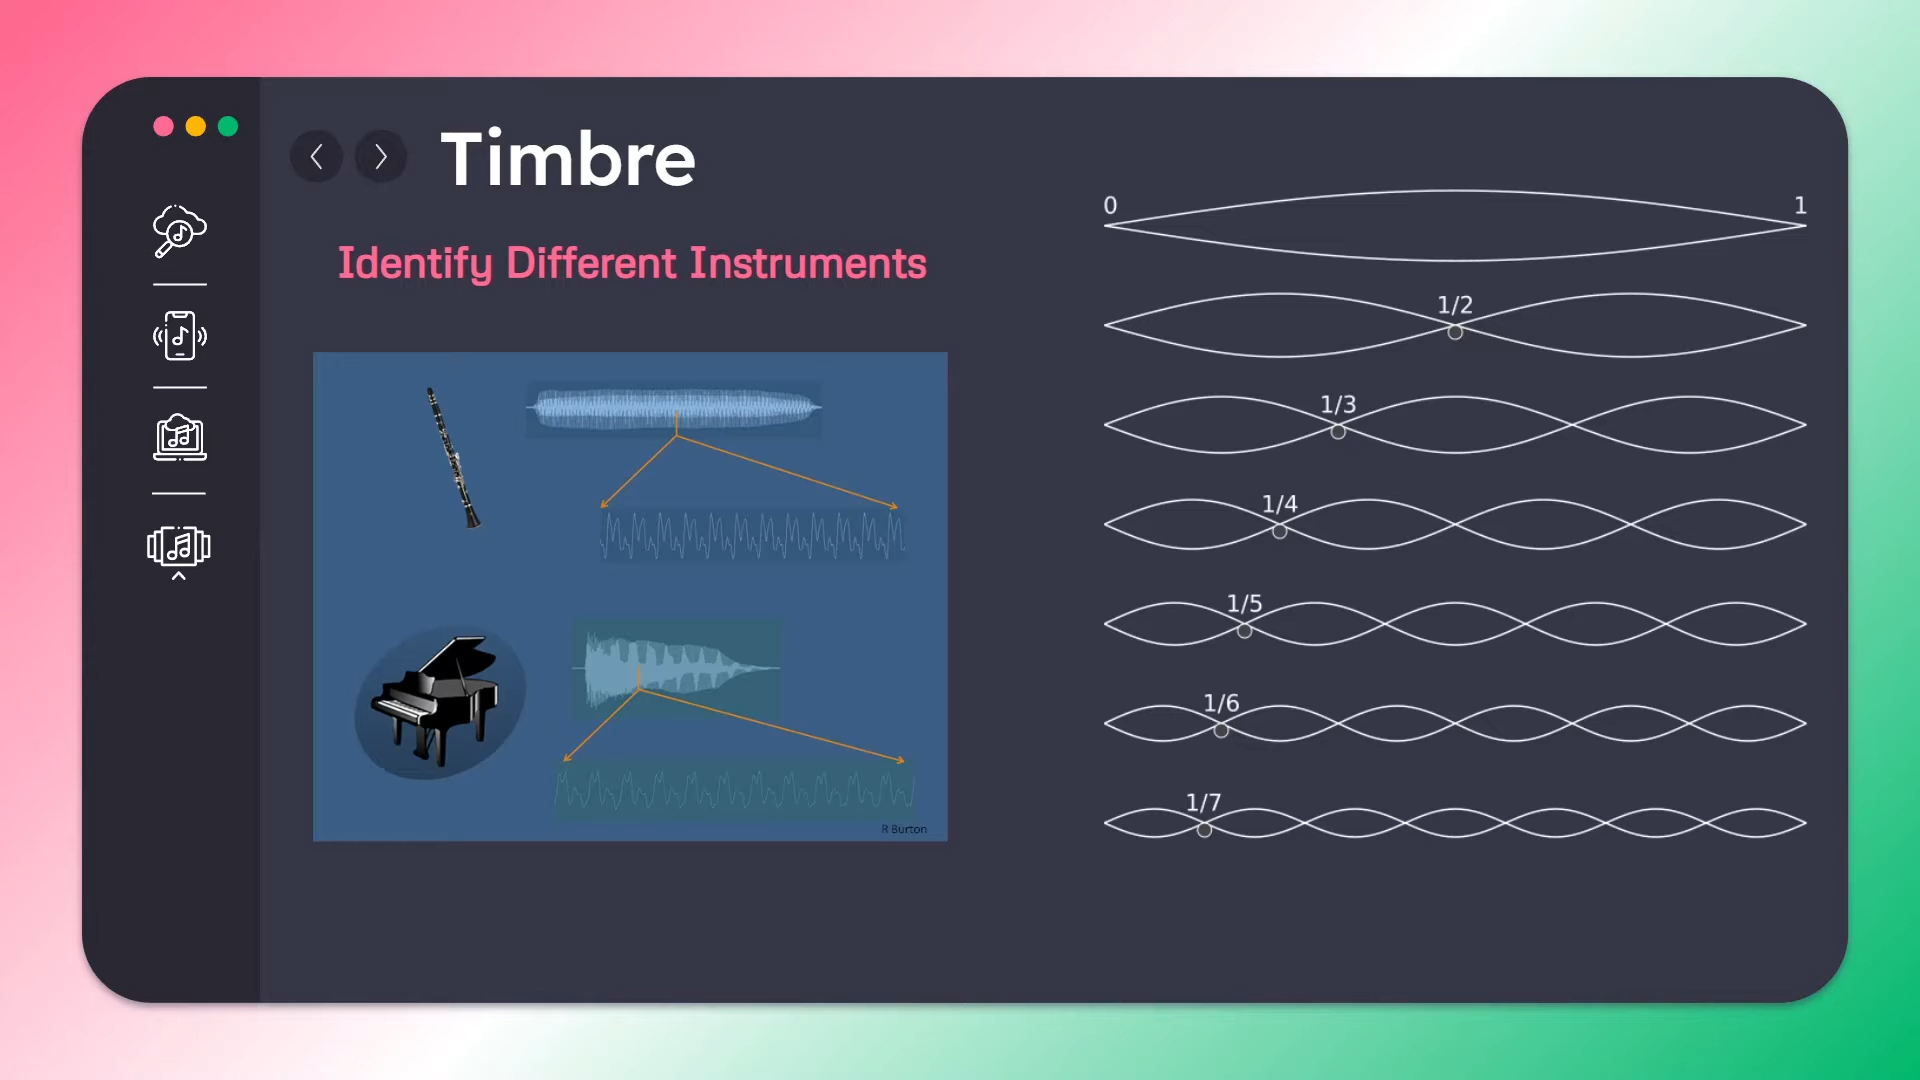 Timbre
Identify Different Instruments
R Burton
0 1
1/2
1/3
1/4
1/5
1/6
1/7